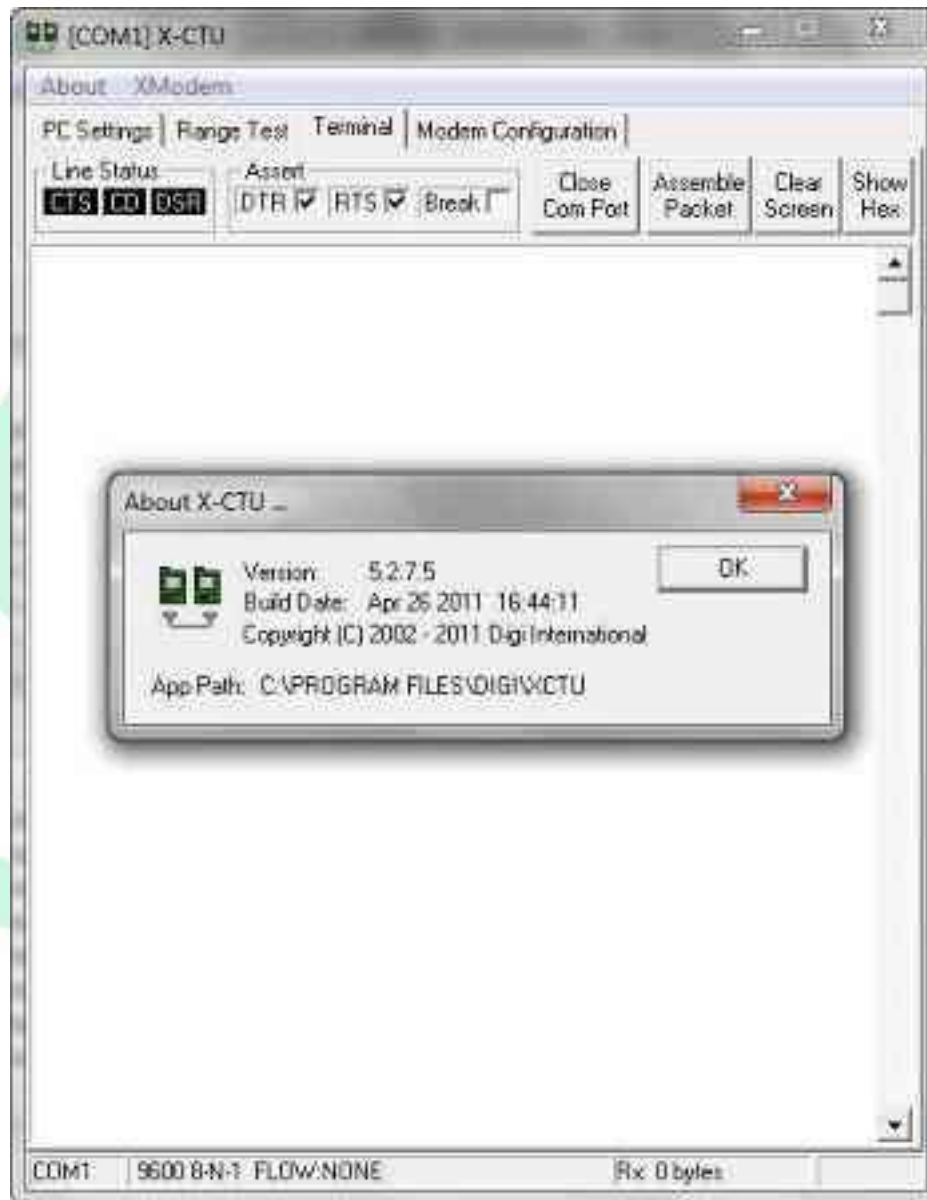 [COM1] X-CTU
About XModem
PC Settings Range Test Terminal Modem Configuration
Line Status
CTS CD DSR
Assert
DTR RTS Break
Close Com Port
Assemble Packet
Clear Screen
Show Hex
About X-CTU ...
Version: 5.2.7.5
Build Date: Apr 26 2011 16:44:11
Copyright (C) 2002 - 2011 Digi International
OK
App Path: C:\PROGRAM FILES\DIGI\XCTU
COM1 9600 8-N-1 FLOW:NONE Rx: 0 bytes